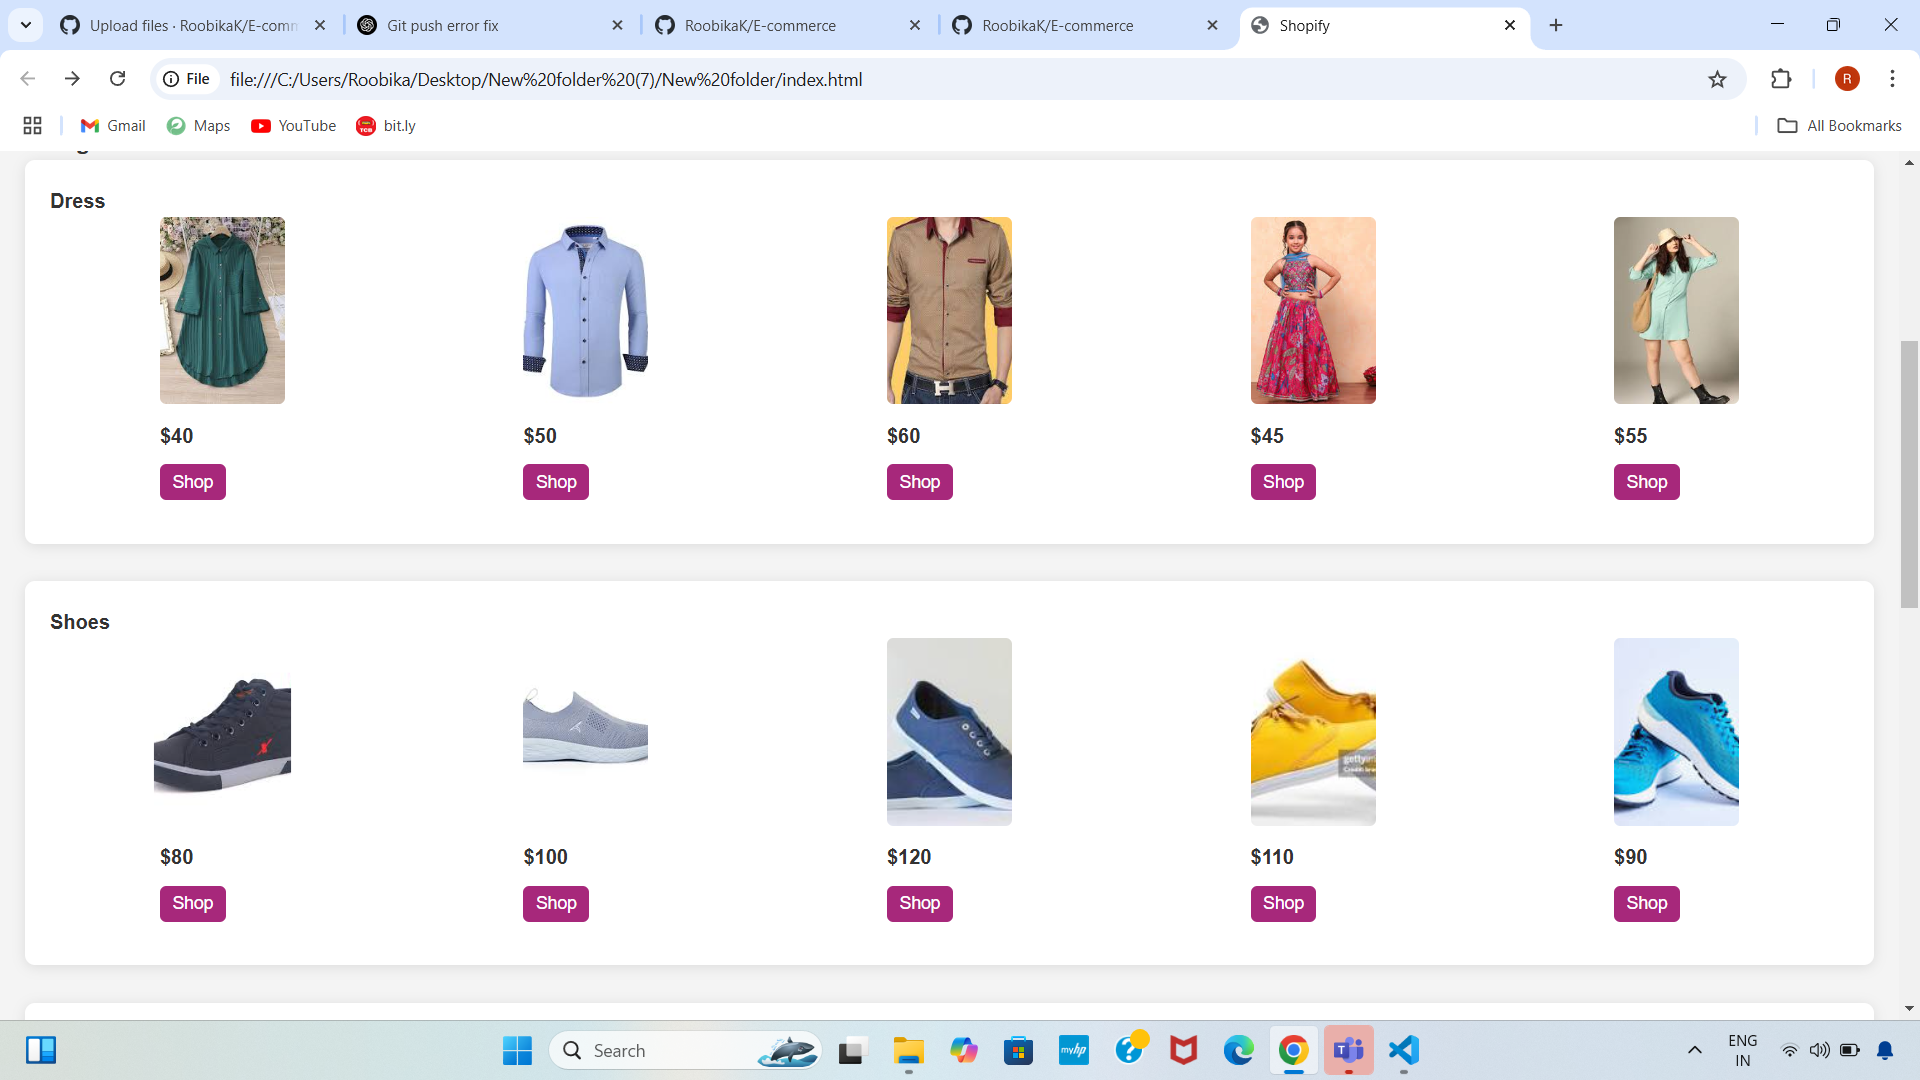 Upload files · RoobikaK/E-comm
Git push error fix
RoobikaK/E-commerce
RoobikaK/E-commerce
Shopify
File
file:///C:/Users/Roobika/Desktop/New%20folder%20(7)/New%20folder/index.html
R
Gmail
Maps
YouTube
bit.ly
All Bookmarks
Dress
$40
$50
$60
$45
$55
Shop
Shop
Shop
Shop
Shop
Shoes
$80
$100
$120
$110
$90
Shop
Shop
Shop
Shop
Shop
Search
myhp
ENG
IN